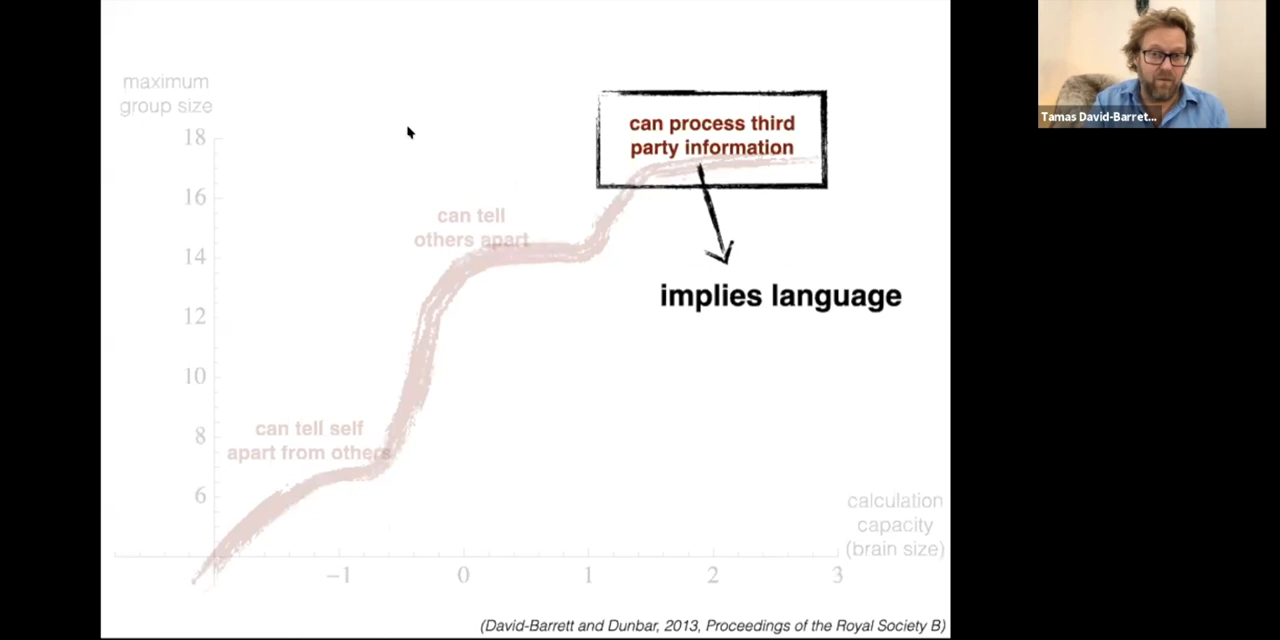 maximum
group size
18
16
14
12
10
8
6
can process third
party information
can tell
others apart
implies language
can tell self
apart from others
calculation
capacity
(brain size)
−1
0
1
2
3
(David-Barrett and Dunbar, 2013, Proceedings of the Royal Society B)
Tamas David-Barret...